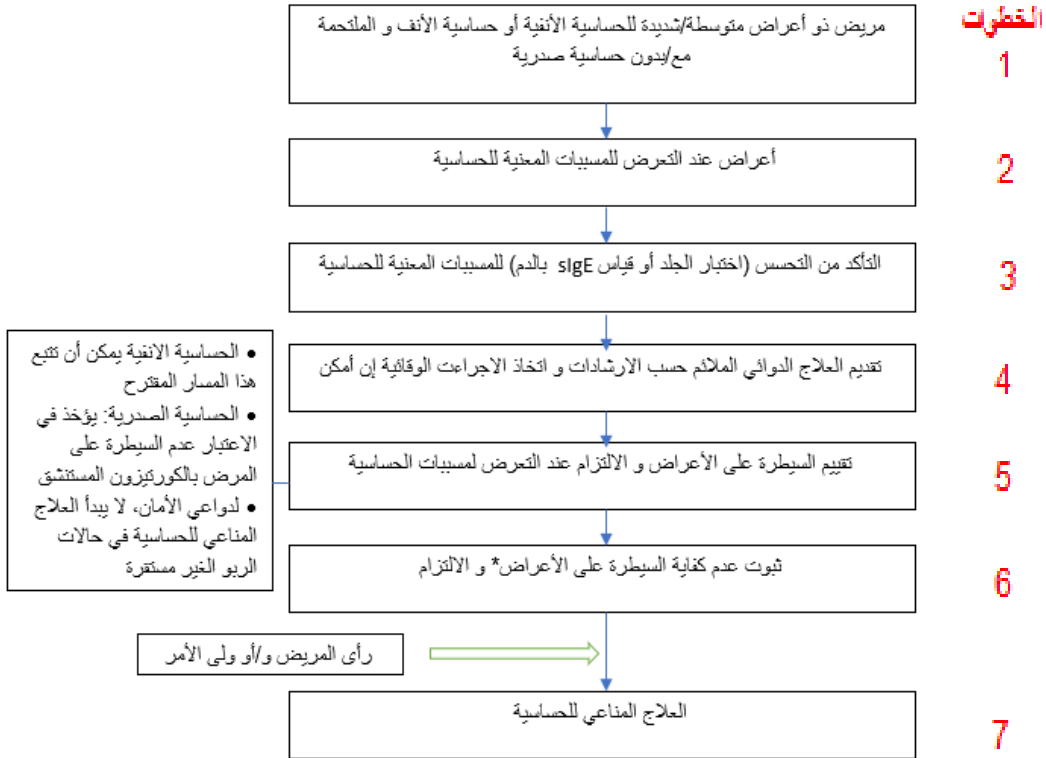 الخطوات
مريض ذو أعراض متوسطة/شديدة للحساسية الأنفية أو حساسية الأنف و الملتحمة
مع/بدون حساسية صدرية
1
أعراض عند التعرض للمسببات المعنية للحساسية
2
التأكد من التحسس (اختبار الجلد أو قياس sIgE بالدم) للمسببات المعنية للحساسية
3
تقديم العلاج الدوائي الملائم حسب الارشادات و اتخاذ الاجراءت الوقائية إن أمكن
4
تقييم السيطرة على الأعراض و الالتزام عند التعرض لمسببات الحساسية
5
• الحساسية الانفية يمكن أن تتبع
هذا المسار المقترح
• الحساسية الصدرية: يؤخذ في
الاعتبار عدم السيطرة على
المرض بالكورتيزون المستنشق
• لدواعي الأمان، لا يبدأ العلاج
المناعي للحساسية في حالات
الربو الغير مستقرة
ثبوت عدم كفاية السيطرة على الأعراض* و الالتزام
6
رأى المريض و/أو ولى الأمر
العلاج المناعي للحساسية
7